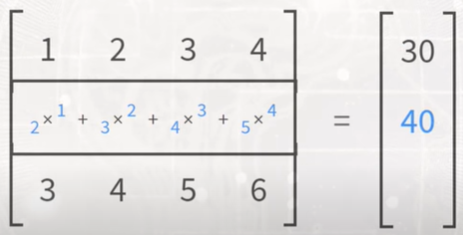 1 2 3 4 30
2×1 + 3×2 + 4×3 + 5×4 = 40
3 4 5 6